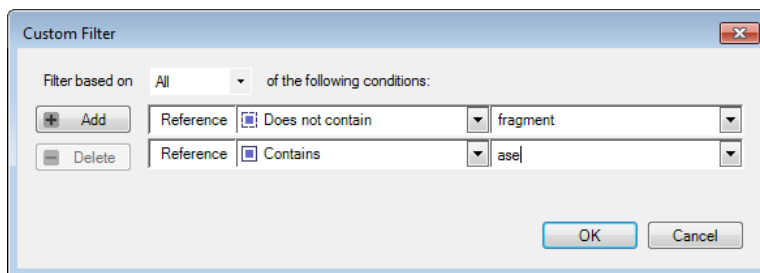 Custom Filter
Filter based on All of the following conditions:
Add Reference Does not contain fragment
Delete Reference Contains ase
OK Cancel